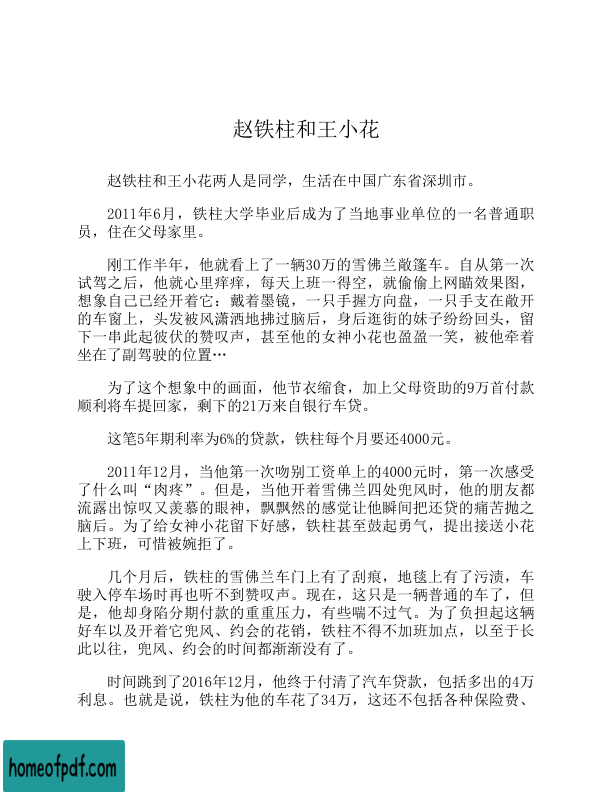 赵铁柱和王小花
赵铁柱和王小花两人是同学，生活在中国广东省深圳市。
2011年6月，铁柱大学毕业后成为了当地事业单位的一名普通职
员，住在父母家里。
刚工作半年，他就看上了一辆30万的雪佛兰敞篷车。自从第一次
试驾之后，他就心里痒痒，每天上班一得空，就偷偷上网瞄效果图，
想象自己已经开着它：戴着墨镜，一只手握方向盘，一只手支在敞开
的车窗上，头发被风潇洒地拂过脑后，身后逛街的妹子纷纷回头，留
下一串此起彼伏的赞叹声，甚至他的女神小花也盈盈一笑，被他牵着
坐在了副驾驶的位置…
为了这个想象中的画面，他节衣缩食，加上父母资助的9万首付款
顺利将车提回家，剩下的21万来自银行车贷。
这笔5年期利率为6%的贷款，铁柱每个月要还4000元。
2011年12月，当他第一次吻别工资单上的4000元时，第一次感受
了什么叫“肉疼”。但是，当他开着雪佛兰四处兜风时，他的朋友都
流露出惊叹又羡慕的眼神，飘飘然的感觉让他瞬间把还贷的痛苦抛之
脑后。为了给女神小花留下好感，铁柱甚至鼓起勇气，提出接送小花
上下班，可惜被婉拒了。
几个月后，铁柱的雪佛兰车门上有了刮痕，地毯上有了污渍，车
驶入停车场时再也听不到赞叹声。现在，这只是一辆普通的车了，但
是，他却身陷分期付款的重重压力，有些喘不过气。为了负担起这辆
好车以及开着它兜风、约会的花销，铁柱不得不加班加点，以至于长
此以往，兜风、约会的时间都渐渐没有了。
时间跳到了2016年12月，他终于付清了汽车贷款，包括多出的4万
利息。也就是说，铁柱为他的车花了34万，这还不包括各种保险费、
homeofpdf.com